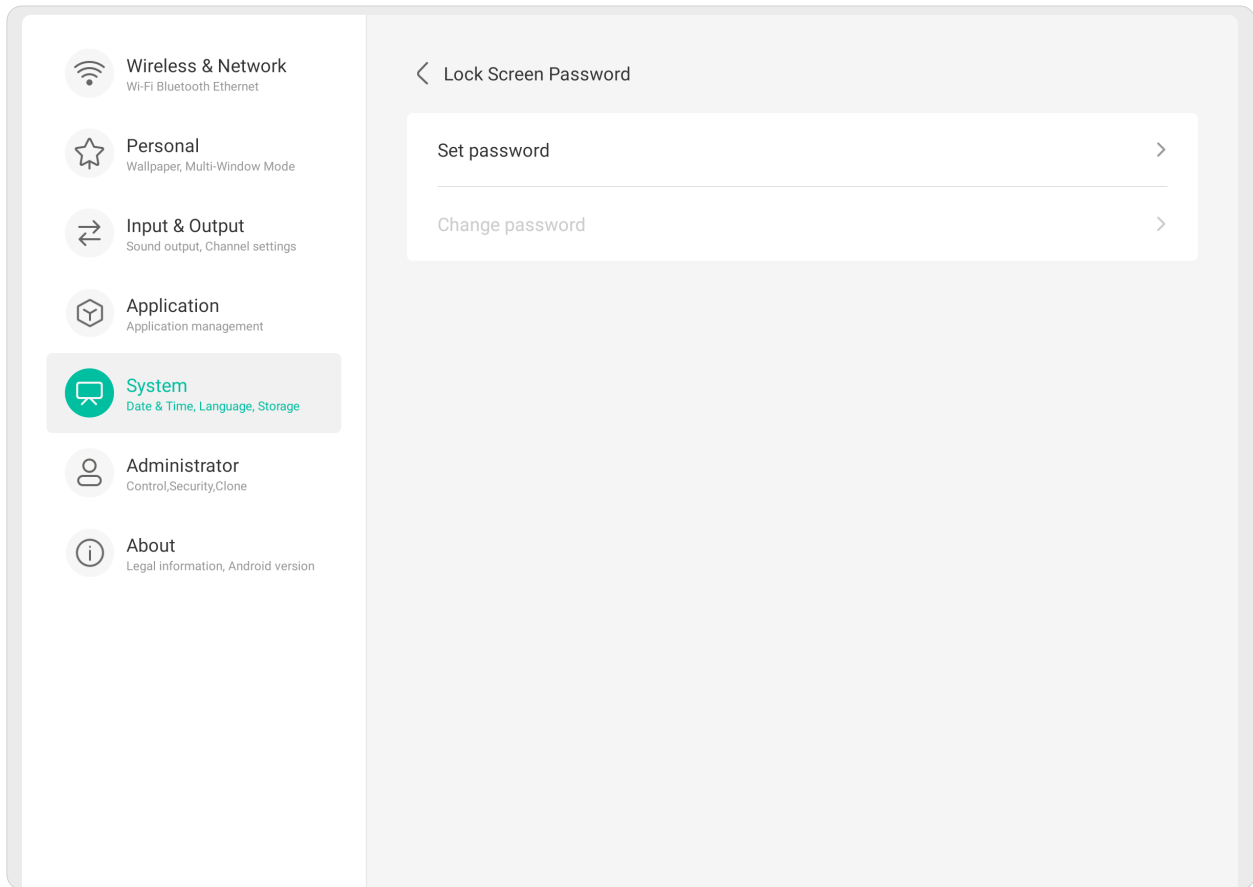 Wireless & Network
Wi-Fi Bluetooth Ethernet
Personal
Wallpaper, Multi-Window Mode
Input & Output
Sound output, Channel settings
Application
Application management
System
Date & Time, Language, Storage
Administrator
Control,Security,Clone
About
Legal information, Android version
Lock Screen Password
Set password
Change password